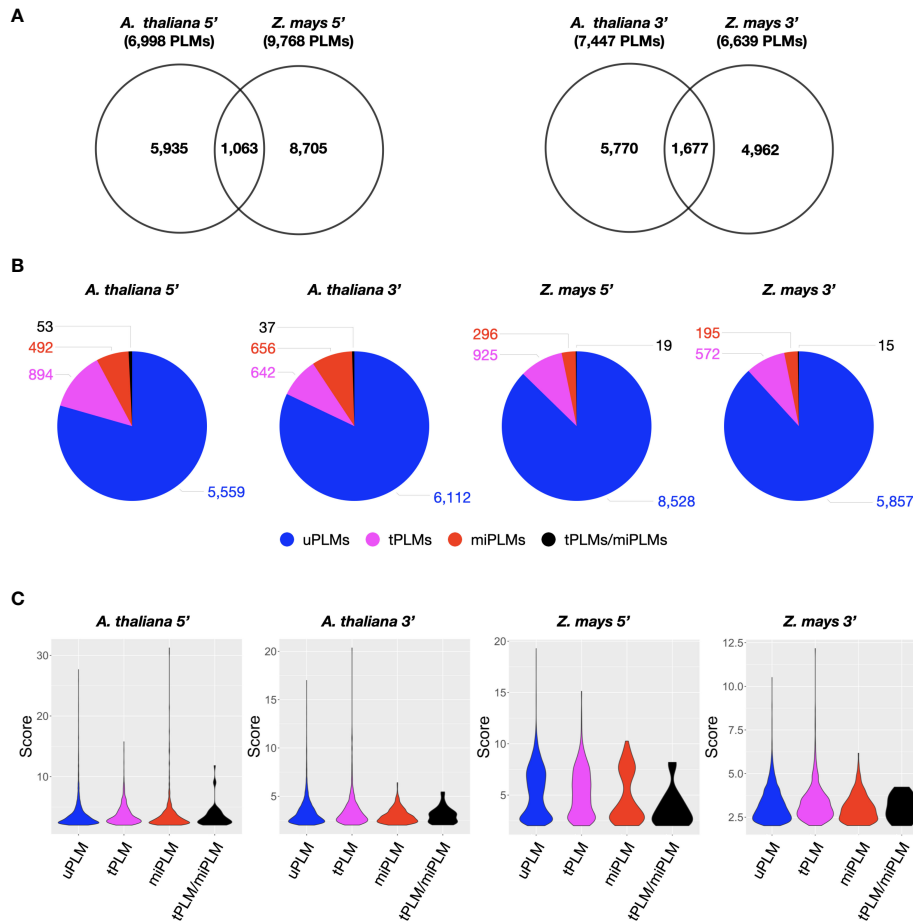 A
A. thaliana 5’ Z. mays 5’ A. thaliana 3’ Z. mays 3’
(6,998 PLMs) (9,768 PLMs) (7,447 PLMs) (6,639 PLMs)
5,935 1,063 8,705 5,770 1,677 4,962
B
A. thaliana 5’ A. thaliana 3’ Z. mays 5’ Z. mays 3’
53
492
894
5,559
37
656
642
6,112
296
925
19
8,528
195
572
15
5,857
uPLMs tPLMs miPLMs tPLMs/miPLMs
C
A. thaliana 5’ A. thaliana 3’ Z. mays 5’ Z. mays 3’
Score
30
20
10
uPLM tPLM miPLM tPLM/miPLM
Score
20
15
10
5
uPLM tPLM miPLM tPLM/miPLM
Score
20
15
10
5
uPLM tPLM miPLM tPLM/miPLM
Score
12.5
10.0
7.5
5.0
2.5
uPLM tPLM miPLM tPLM/miPLM